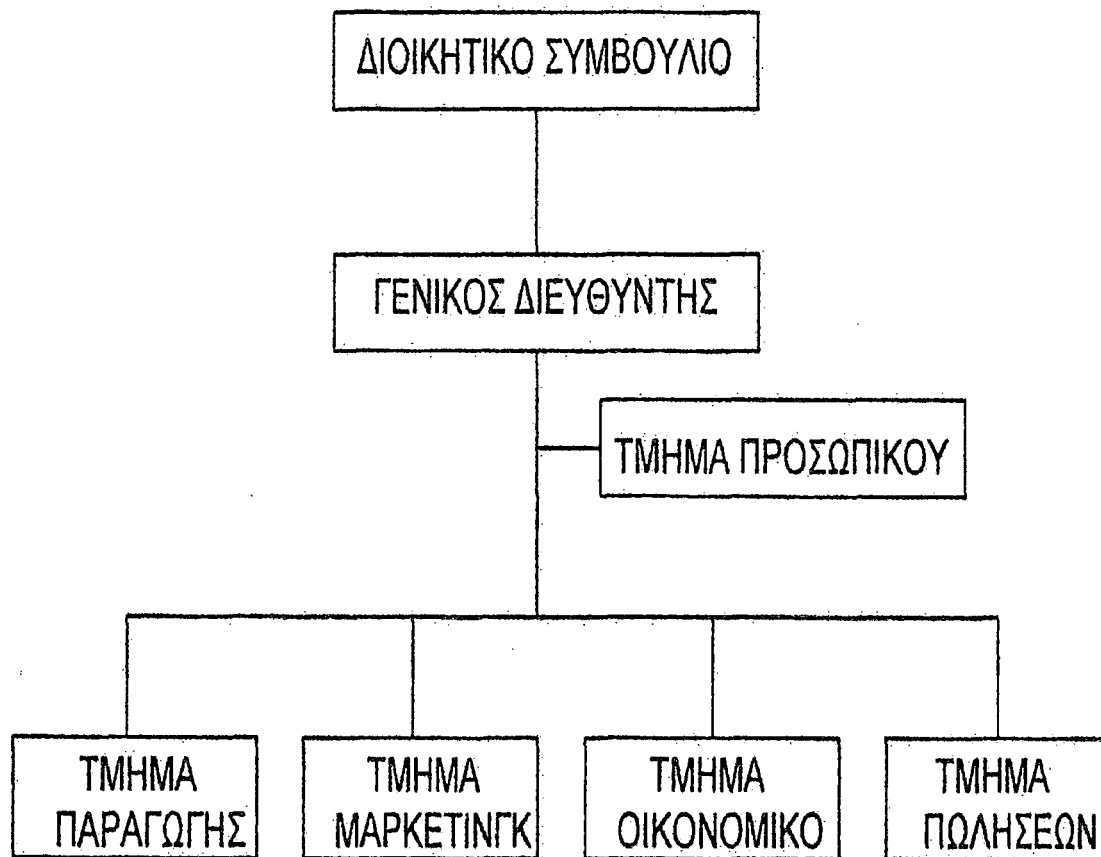 ΔΙΟΙΚΗΤΙΚΟ ΣΥΜΒΟΥΛΙΟ
ΓΕΝΙΚΟΣ ΔΙΕΥΘΥΝΤΗΣ
ΤΜΗΜΑ ΠΡΟΣΩΠΙΚΟΥ
ΤΜΗΜΑ
ΠΑΡΑΓΩΓΗΣ
ΤΜΗΜΑ
ΜΑΡΚΕΤΙΝΓΚ
ΤΜΗΜΑ
ΟΙΚΟΝΟΜΙΚΟ
ΤΜΗΜΑ
ΠΩΛΗΣΕΩΝ